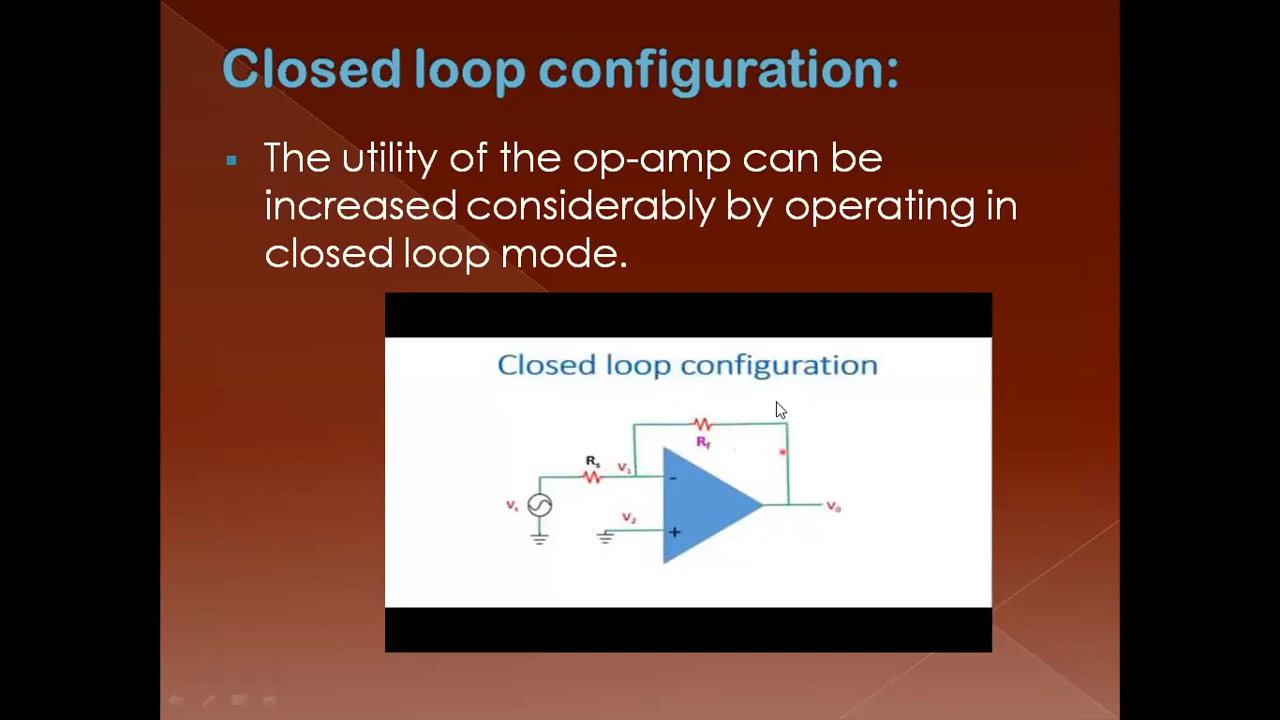 Closed loop configuration:
The utility of the op-amp can be
increased considerably by operating in
closed loop mode.
Closed loop configuration
Rf
Rs
V1
-
Vs
V2
V0
+